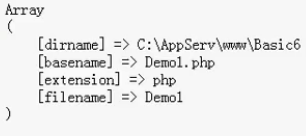 Array
(
    [dirname] => C:\AppServ\www\Basic6
    [basename] => Demo1.php
    [extension] => php
    [filename] => Demo1
)